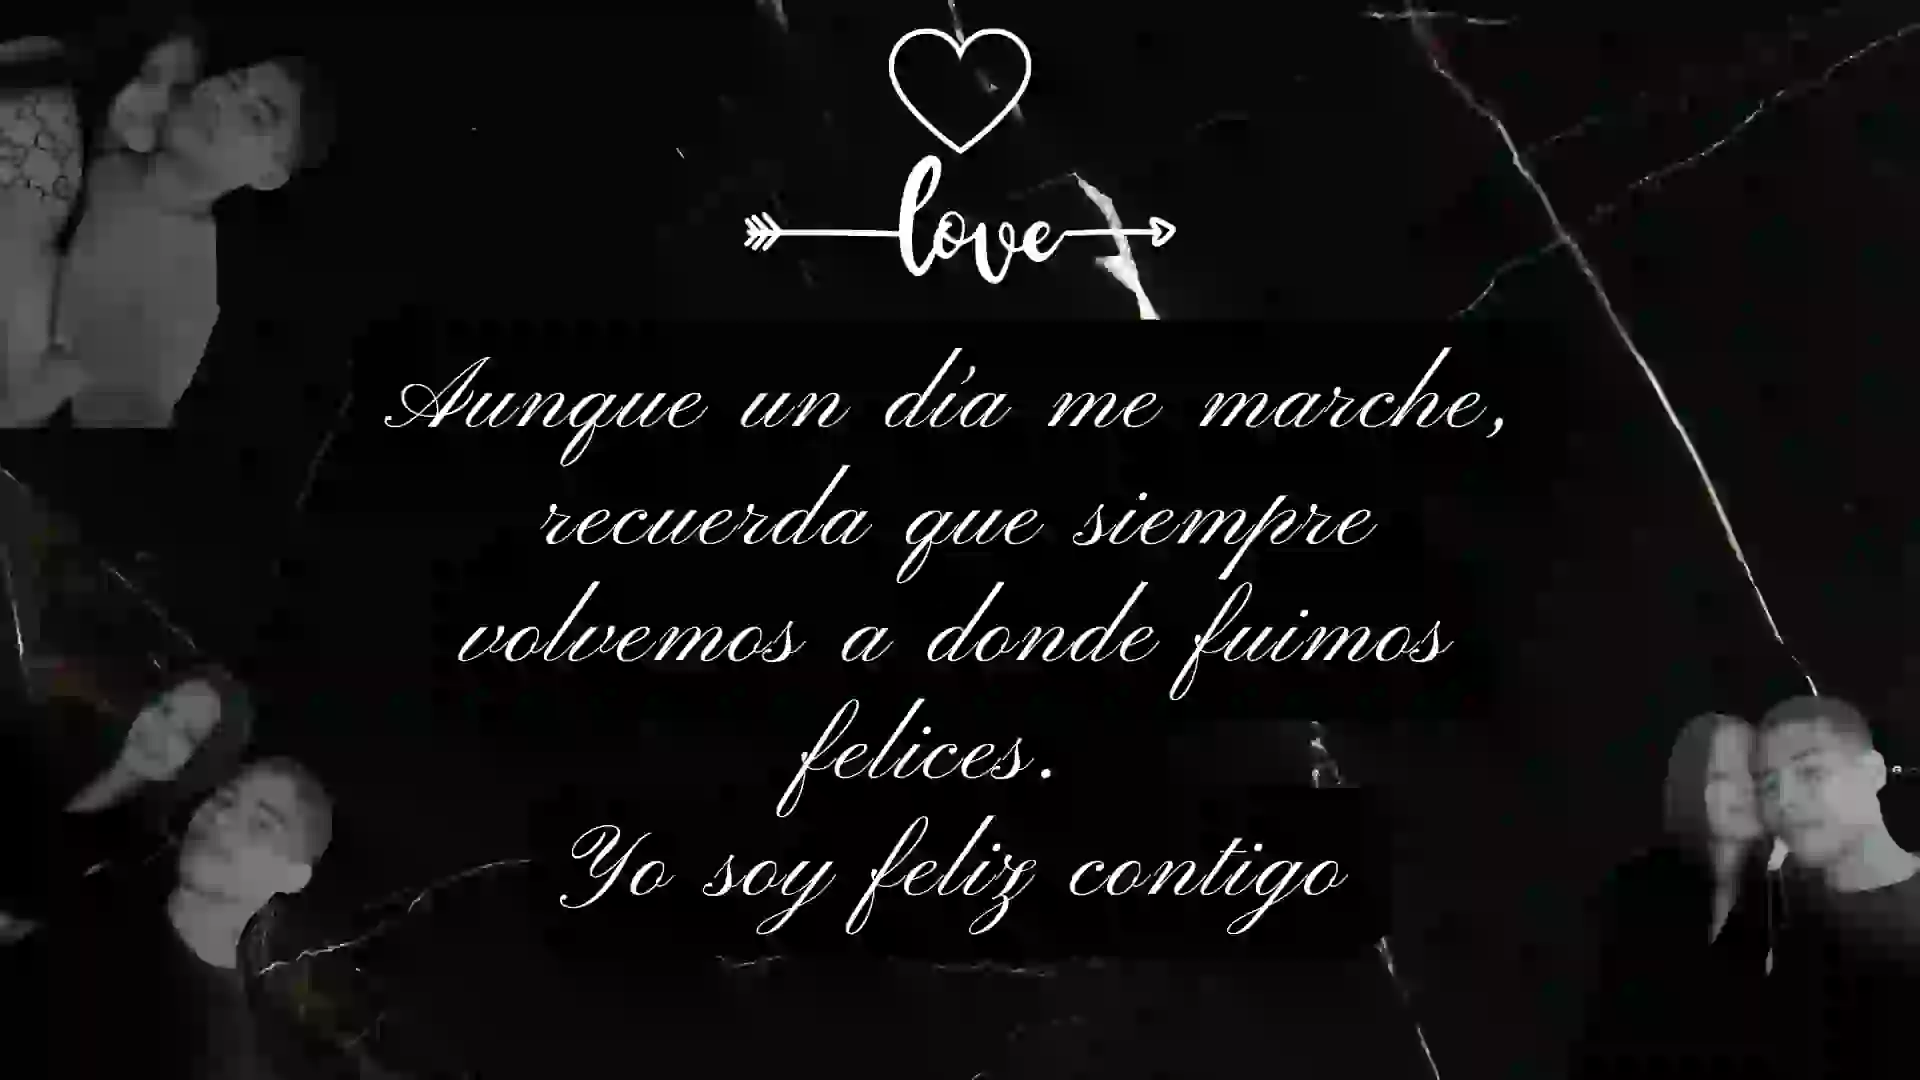 love
Aunque un día me marche,
recuerda que siempre
volvemos a donde fuimos
felices.
Yo soy feliz contigo